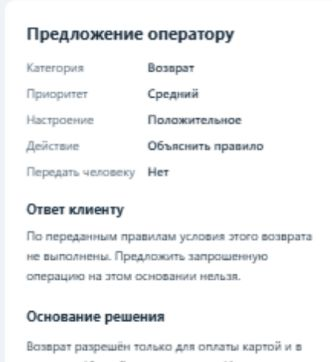 Предложение оператору
Категория Возврат
Приоритет Средний
Настроение Положительное
Действие Объяснить правило
Передать человеку Нет
Ответ клиенту
По переданным правилам условия этого возврата
не выполнены. Предложить запрошенную
операцию на этом основании нельзя.
Основание решения
Возврат разрешён только для оплаты картой и в